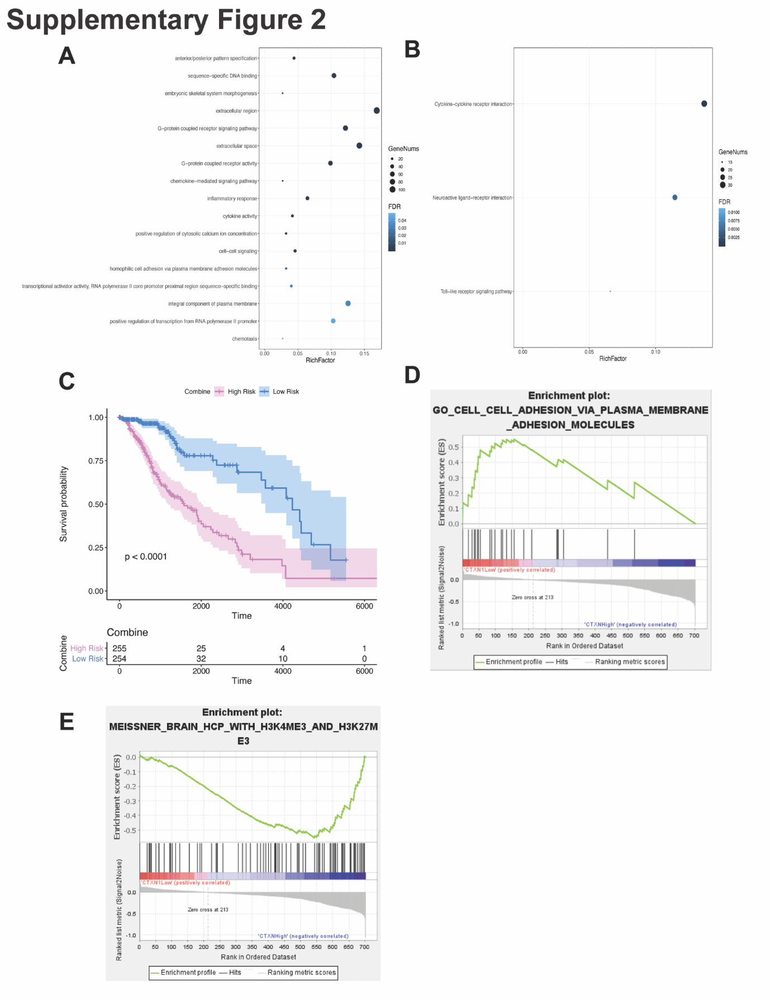 Supplementary Figure 2
A
anterior/posterior pattern specification
sequence−specific DNA binding
embryonic skeletal system morphogenesis
extracellular region
G−protein coupled receptor signaling pathway
extracellular space
G−protein coupled receptor activity
chemokine−mediated signaling pathway
inflammatory response
cytokine activity
positive regulation of cytosolic calcium ion concentration
cell−cell signaling
homophilic cell adhesion via plasma membrane adhesion molecules
transcriptional activator activity, RNA polymerase II core promoter proximal region sequence−specific binding
integral component of plasma membrane
positive regulation of transcription from RNA polymerase II promoter
chemotaxis
0.00 0.05 0.10 0.15
RichFactor
GeneNums
20
40
60
80
100
FDR
0.04
0.03
0.02
0.01
B
Cytokine−cytokine receptor interaction
Neuroactive ligand−receptor interaction
Toll−like receptor signaling pathway
0.00 0.05 0.10
RichFactor
GeneNums
15
20
25
30
FDR
0.0100
0.0075
0.0050
0.0025
C
Combine High Risk Low Risk
Survival probability
1.00
0.75
0.50
0.25
0.00
p < 0.0001
0 2000 4000 6000
Time
Combine
Combine
High Risk 255 25 4 1
Low Risk 254 32 10 0
0 2000 4000 6000
Time
D
Enrichment plot:
GO_CELL_CELL_ADHESION_VIA_PLASMA_MEMBRANE
_ADHESION_MOLECULES
Enrichment score (ES)
0.5
0.4
0.3
0.2
0.1
0.0
Ranked list metric (Signal2Noise)
'CTXN1Low' (positively correlated)
0.0
Zero cross at 213
-0.5
-1.0
'CTXNHigh' (negatively correlated)
0 50 100 150 200 250 300 350 400 450 500 550 600 650 700
Rank in Ordered Dataset
Enrichment profile Hits Ranking metric scores
E
Enrichment plot:
MEISSNER_BRAIN_HCP_WITH_H3K4ME3_AND_H3K27M
E3
Enrichment score (ES)
0.0
-0.1
-0.2
-0.3
-0.4
-0.5
Ranked list metric (Signal2Noise)
'CTXN1Low' (positively correlated)
0.0
Zero cross at 213
-0.5
-1.0
'CTXNHigh' (negatively correlated)
0 50 100 150 200 250 300 350 400 450 500 550 600 650 700
Rank in Ordered Dataset
Enrichment profile Hits Ranking metric scores